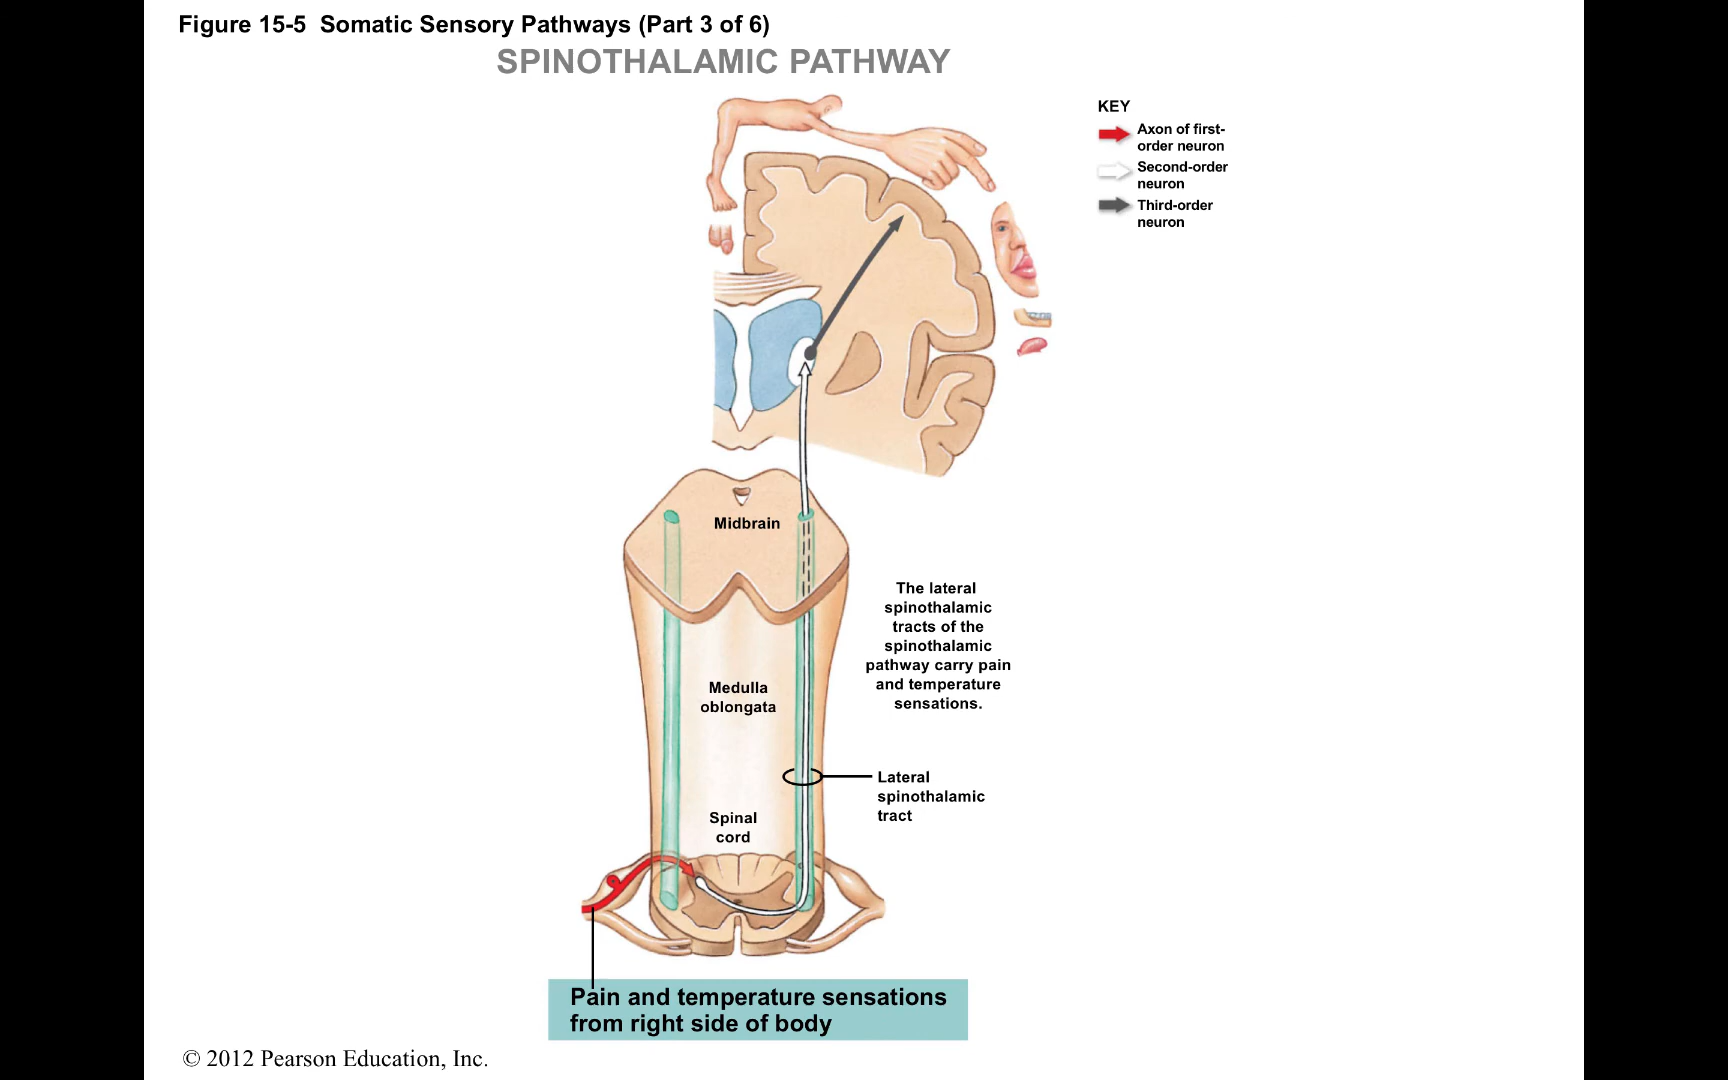 Figure 15-5  Somatic Sensory Pathways (Part 3 of 6)
SPINOTHALAMIC PATHWAY
KEY
Axon of first-
order neuron
Second-order
neuron
Third-order
neuron
Midbrain
The lateral
spinothalamic
tracts of the
spinothalamic
pathway carry pain
and temperature
sensations.
Medulla
oblongata
Lateral
spinothalamic
tract
Spinal
cord
Pain and temperature sensations
from right side of body
© 2012 Pearson Education, Inc.